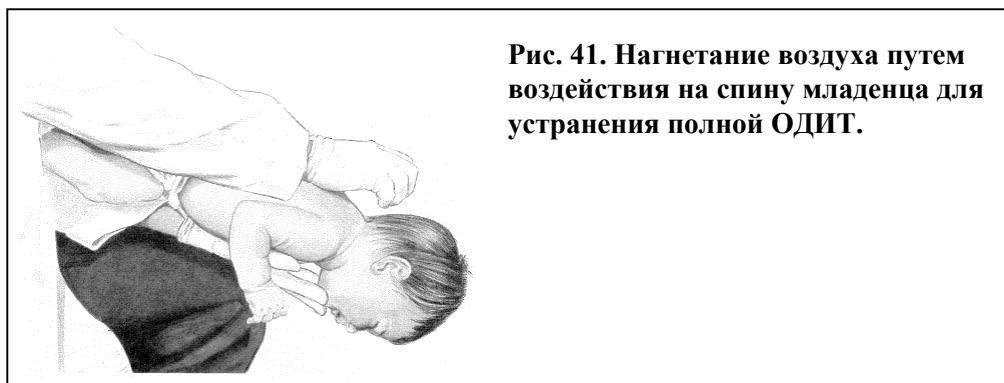 Рис. 41. Нагнетание воздуха путем
воздействия на спину младенца для
устранения полной ОДИТ.